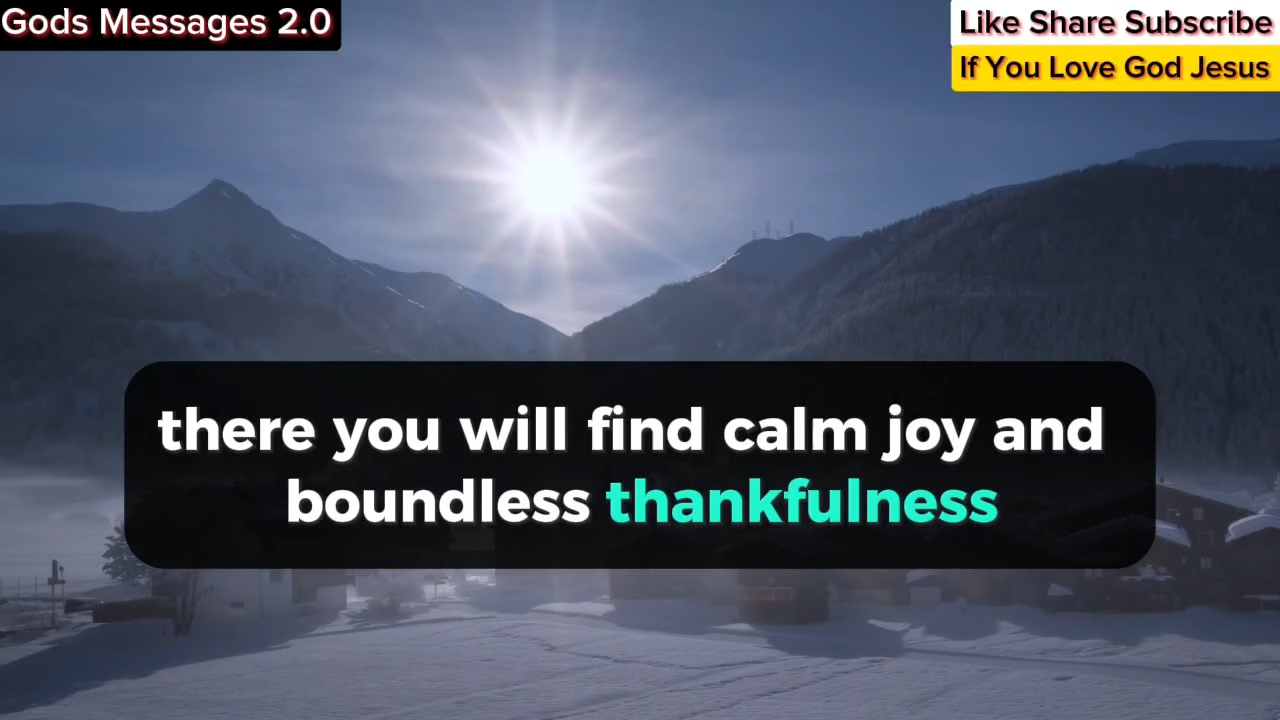 Gods Messages 2.0
Like Share Subscribe
If You Love God Jesus
there you will find calm joy and
boundless thankfulness